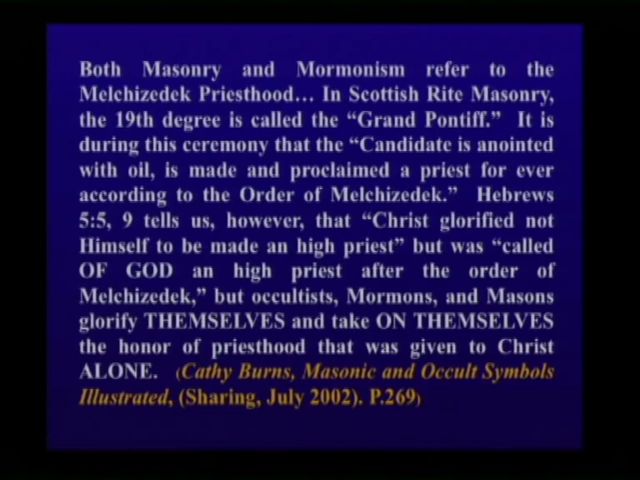 Both Masonry and Mormonism refer to the
Melchizedek Priesthood… In Scottish Rite Masonry,
the 19th degree is called the “Grand Pontiff.” It is
during this ceremony that the “Candidate is anointed
with oil, is made and proclaimed a priest for ever
according to the Order of Melchizedek.” Hebrews
5:5, 9 tells us, however, that “Christ glorified not
Himself to be made an high priest” but was “called
OF GOD an high priest after the order of
Melchizedek,” but occultists, Mormons, and Masons
glorify THEMSELVES and take ON THEMSELVES
the honor of priesthood that was given to Christ
ALONE. (Cathy Burns, Masonic and Occult Symbols
Illustrated, (Sharing, July 2002). P.269)